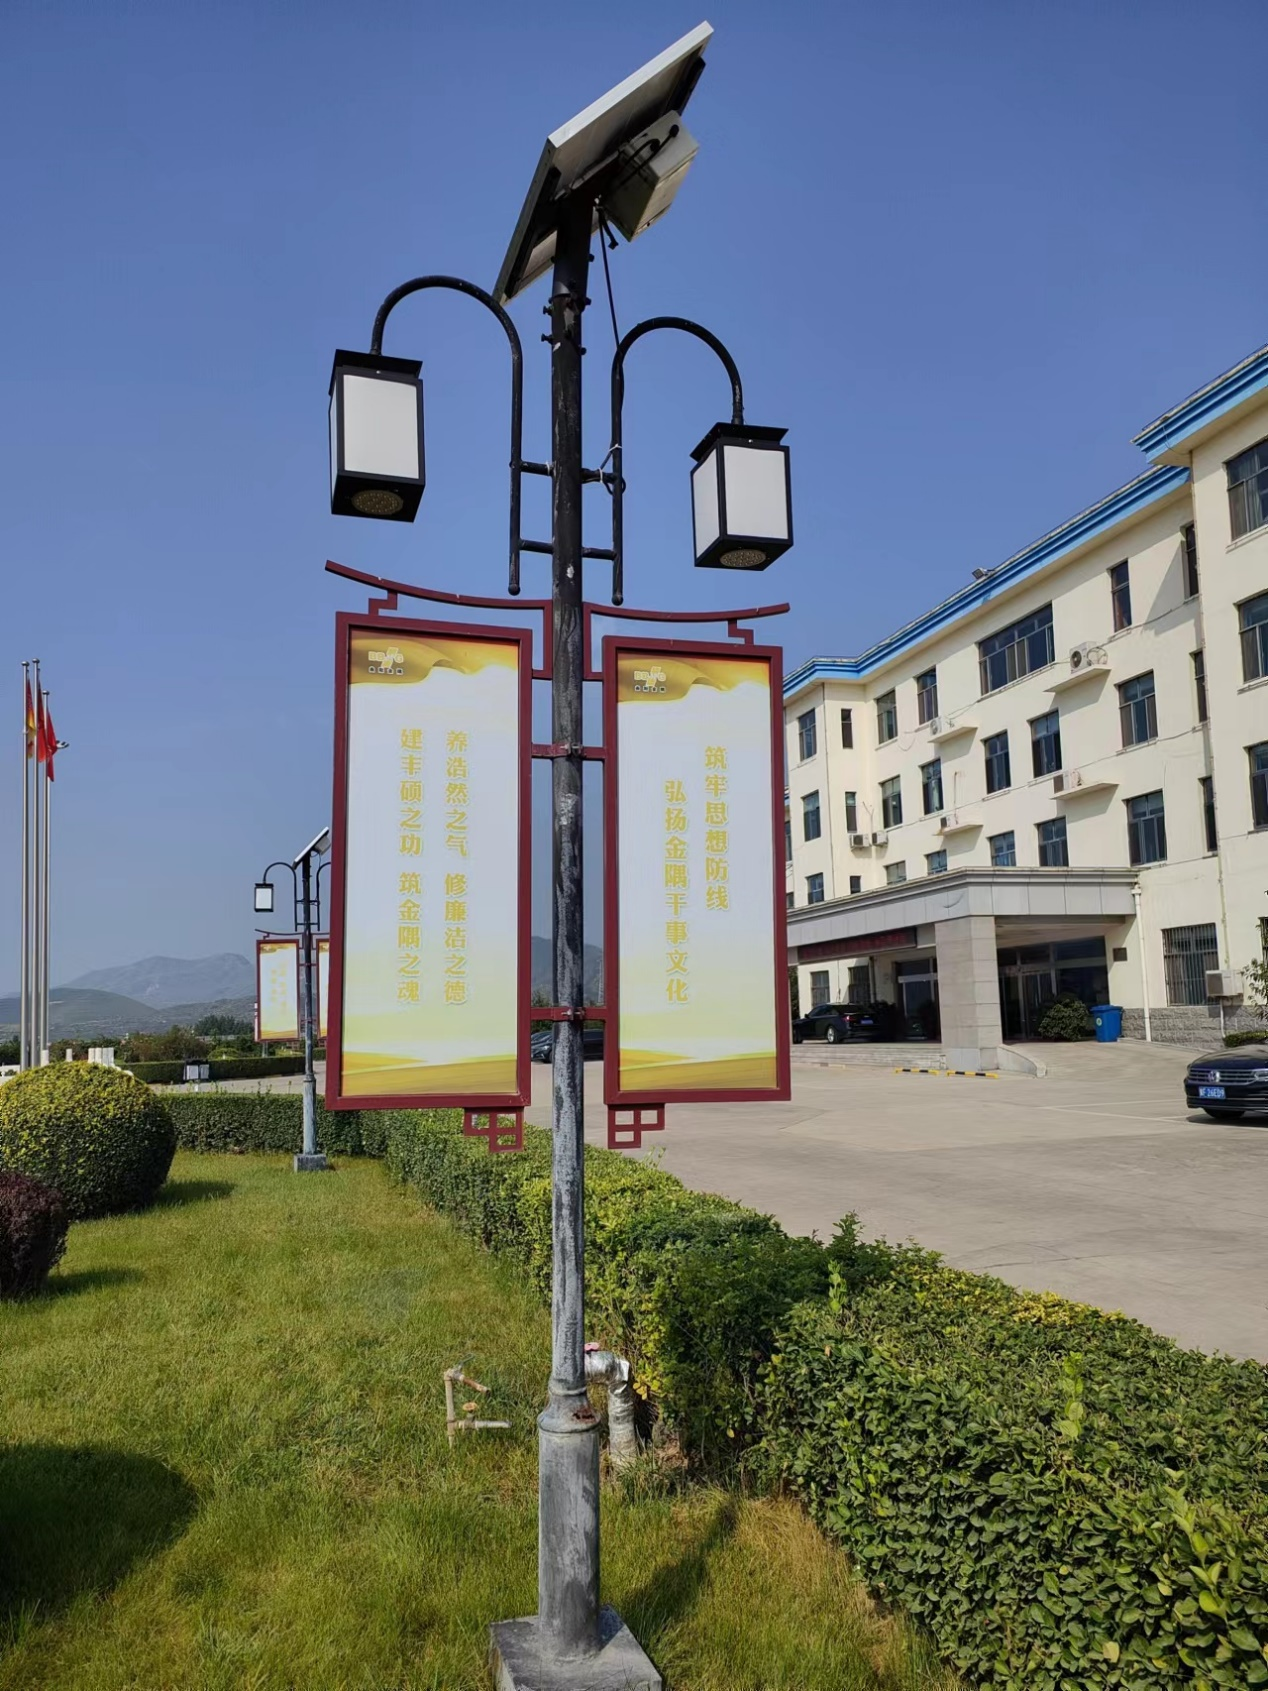 养浩然之气 修廉洁之德
建丰硕之功 筑金隅之魂
筑牢思想防线
弘扬金隅干事文化